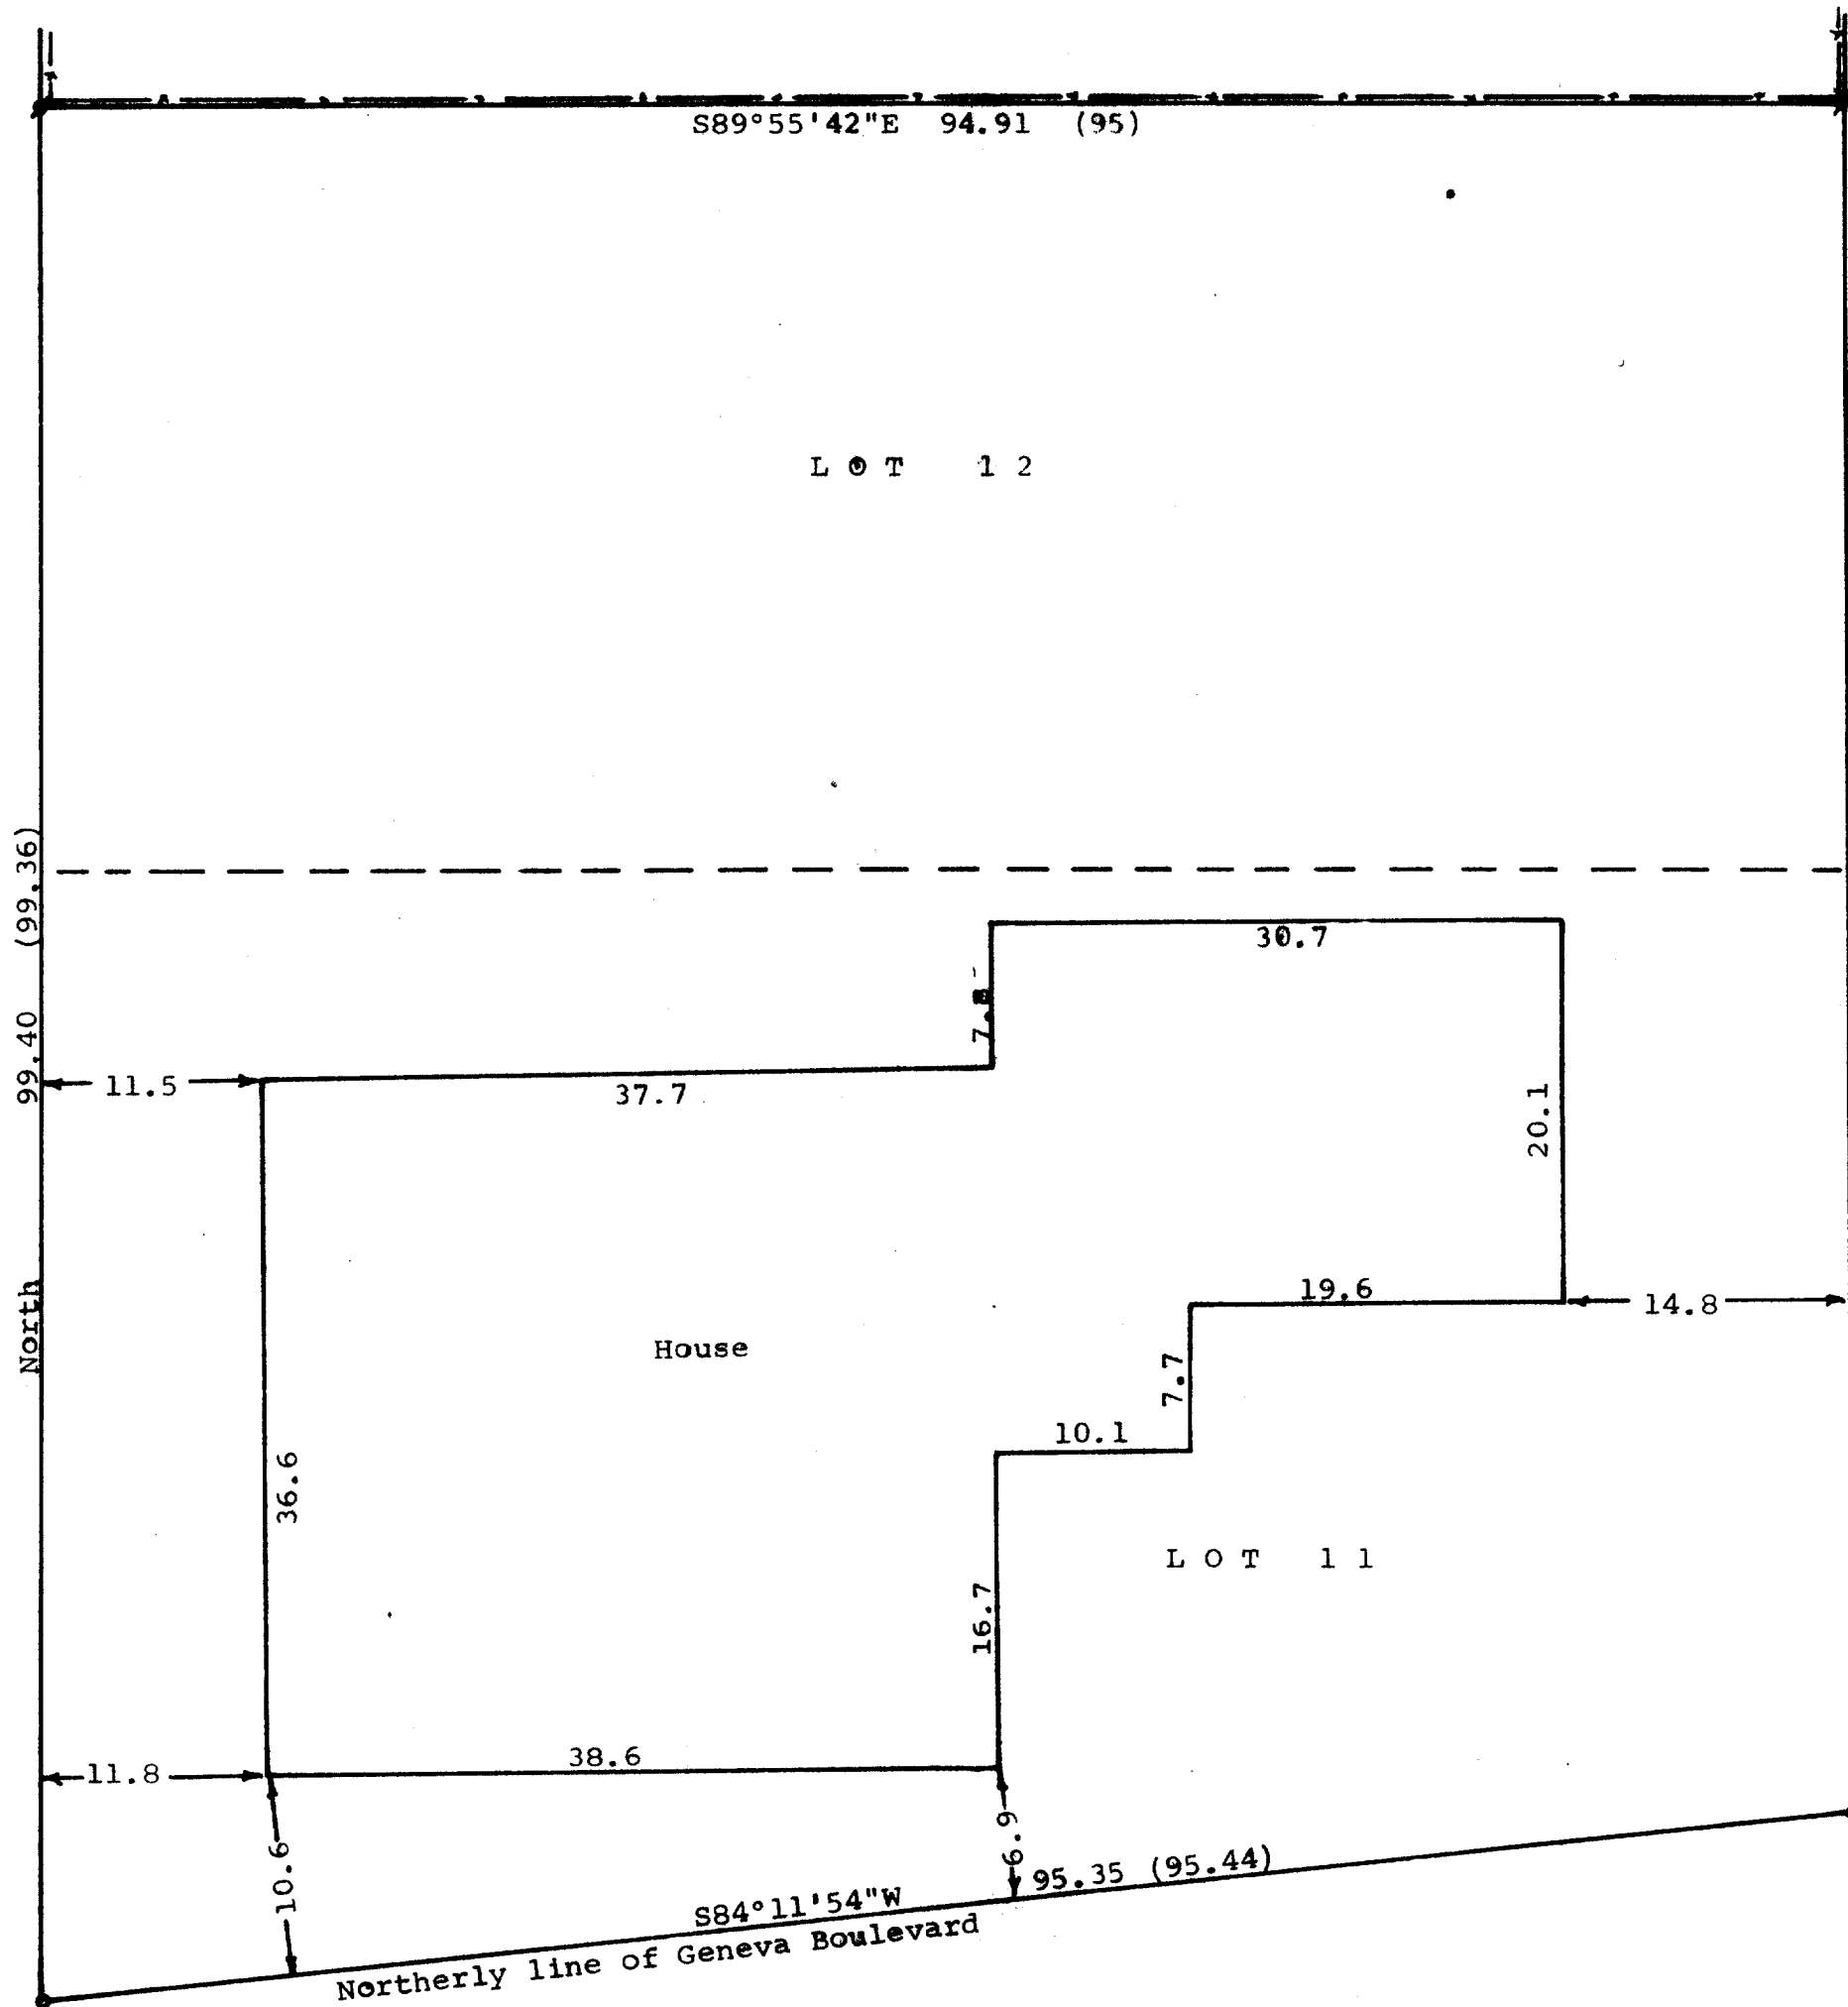 S89°55'42"E 94.91 (95)
LOT 12
North 99.40 (99.36)
30.7
11.5
37.7
20.1
19.6
14.8
House
7.7
10.1
36.6
LOT 11
16.7
11.8
38.6
10.6
6.9
S84°11'54"W 95.35 (95.44)
Northerly line of Geneva Boulevard